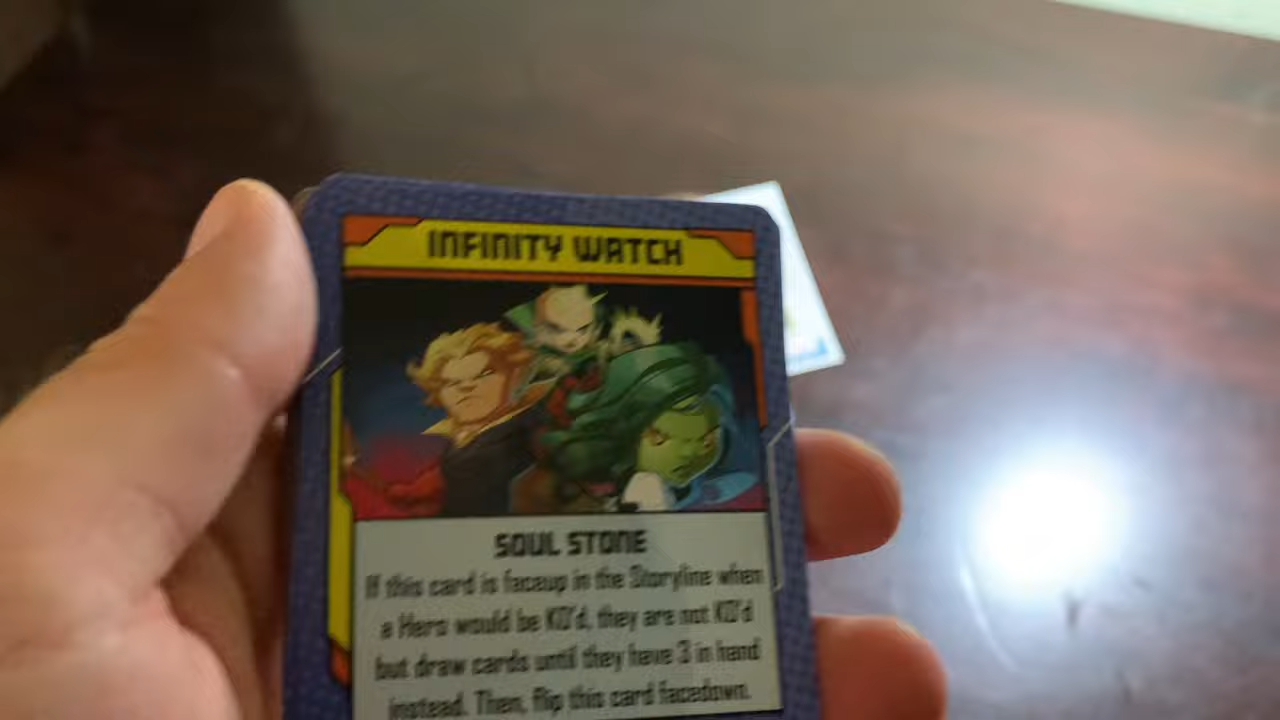 INFINITY WATCH
SOUL STONE
If this card is faceup in the Storyline when
a Hero would be KO'd, they are not KO'd
but draw cards until they have 3 in hand
instead. Then, flip this card facedown.